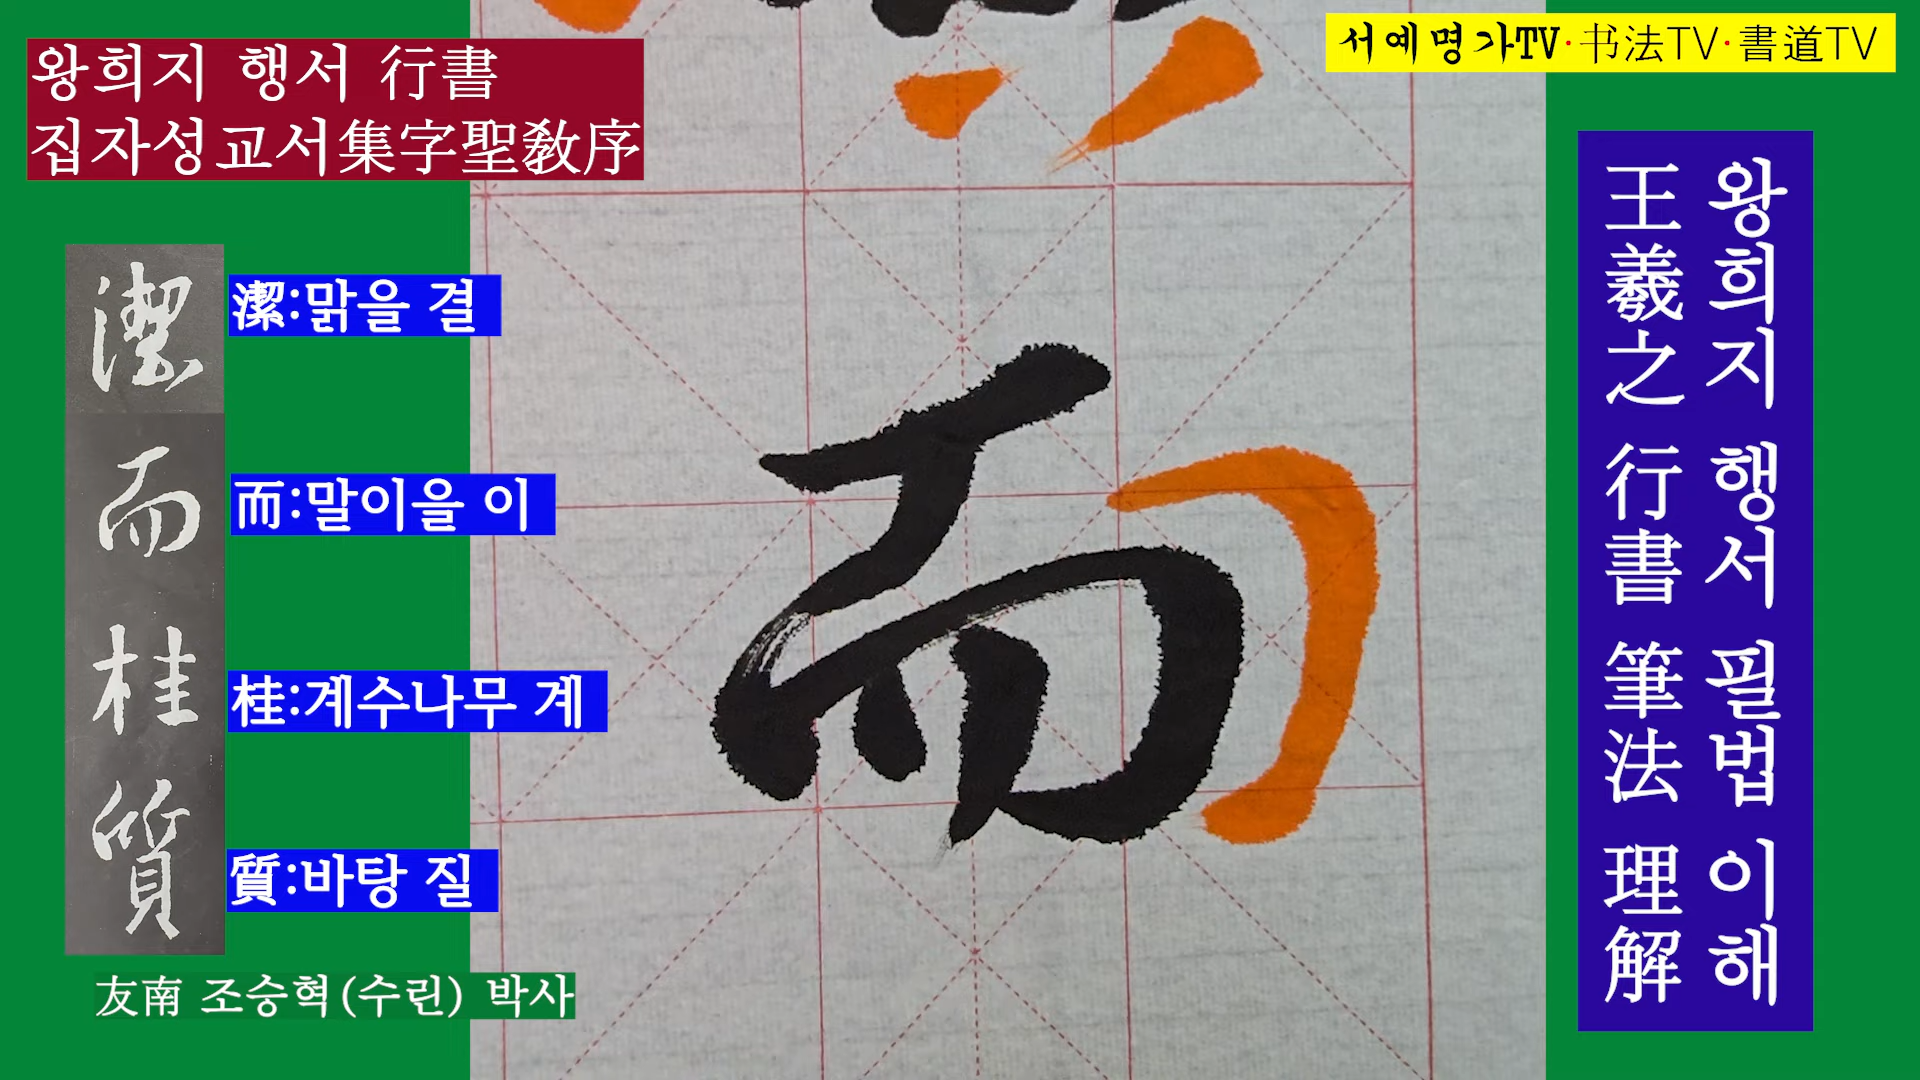 왕희지 행서 行書
집자성교서集字聖敎序
서예명가TV·书法TV·書道TV
潔
而
桂
質
潔:맑을 결
而:말이을 이
桂:계수나무 계
質:바탕 질
友南 조승혁(수린) 박사
而
왕희지 행서 필법 이해
王羲之 行書 筆法 理解